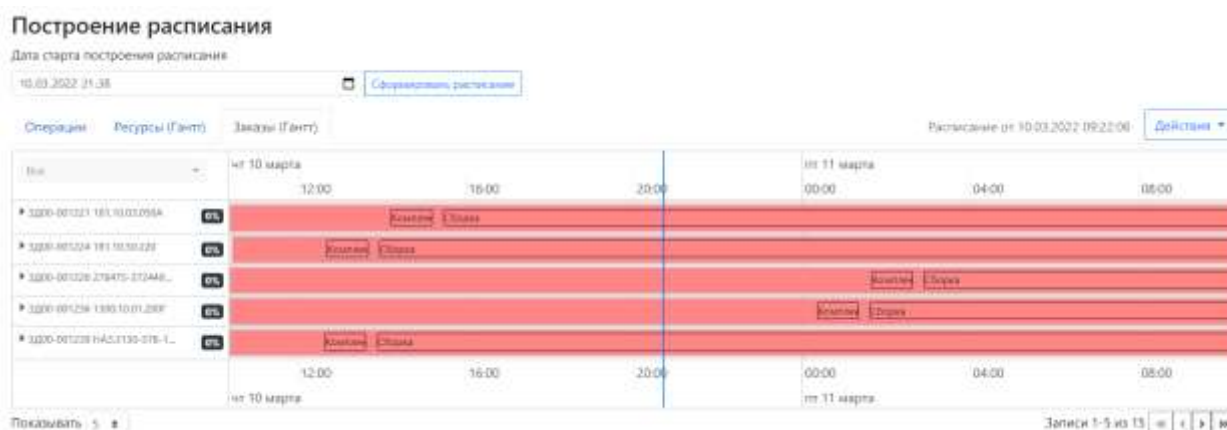 Построение расписания
Дата старта построения расписания
10.03.2022 21:38
Сформировать расписание
Операции Ресурсы (Гантт) Заказы (Гантт) Расписание от 10.03.2022 09:22:06 Действия
Все чт 10 марта пт 11 марта
12:00 16:00 20:00 00:00 04:00 08:00
0% Комплек Сборка
0% Комплек Сборка
0% Комплек Сборка
0% Комплек Сборка
0% Комплек Сборка
12:00 16:00 20:00 00:00 04:00 08:00
чт 10 марта пт 11 марта
Показывать 5 Записи 1-5 из 15